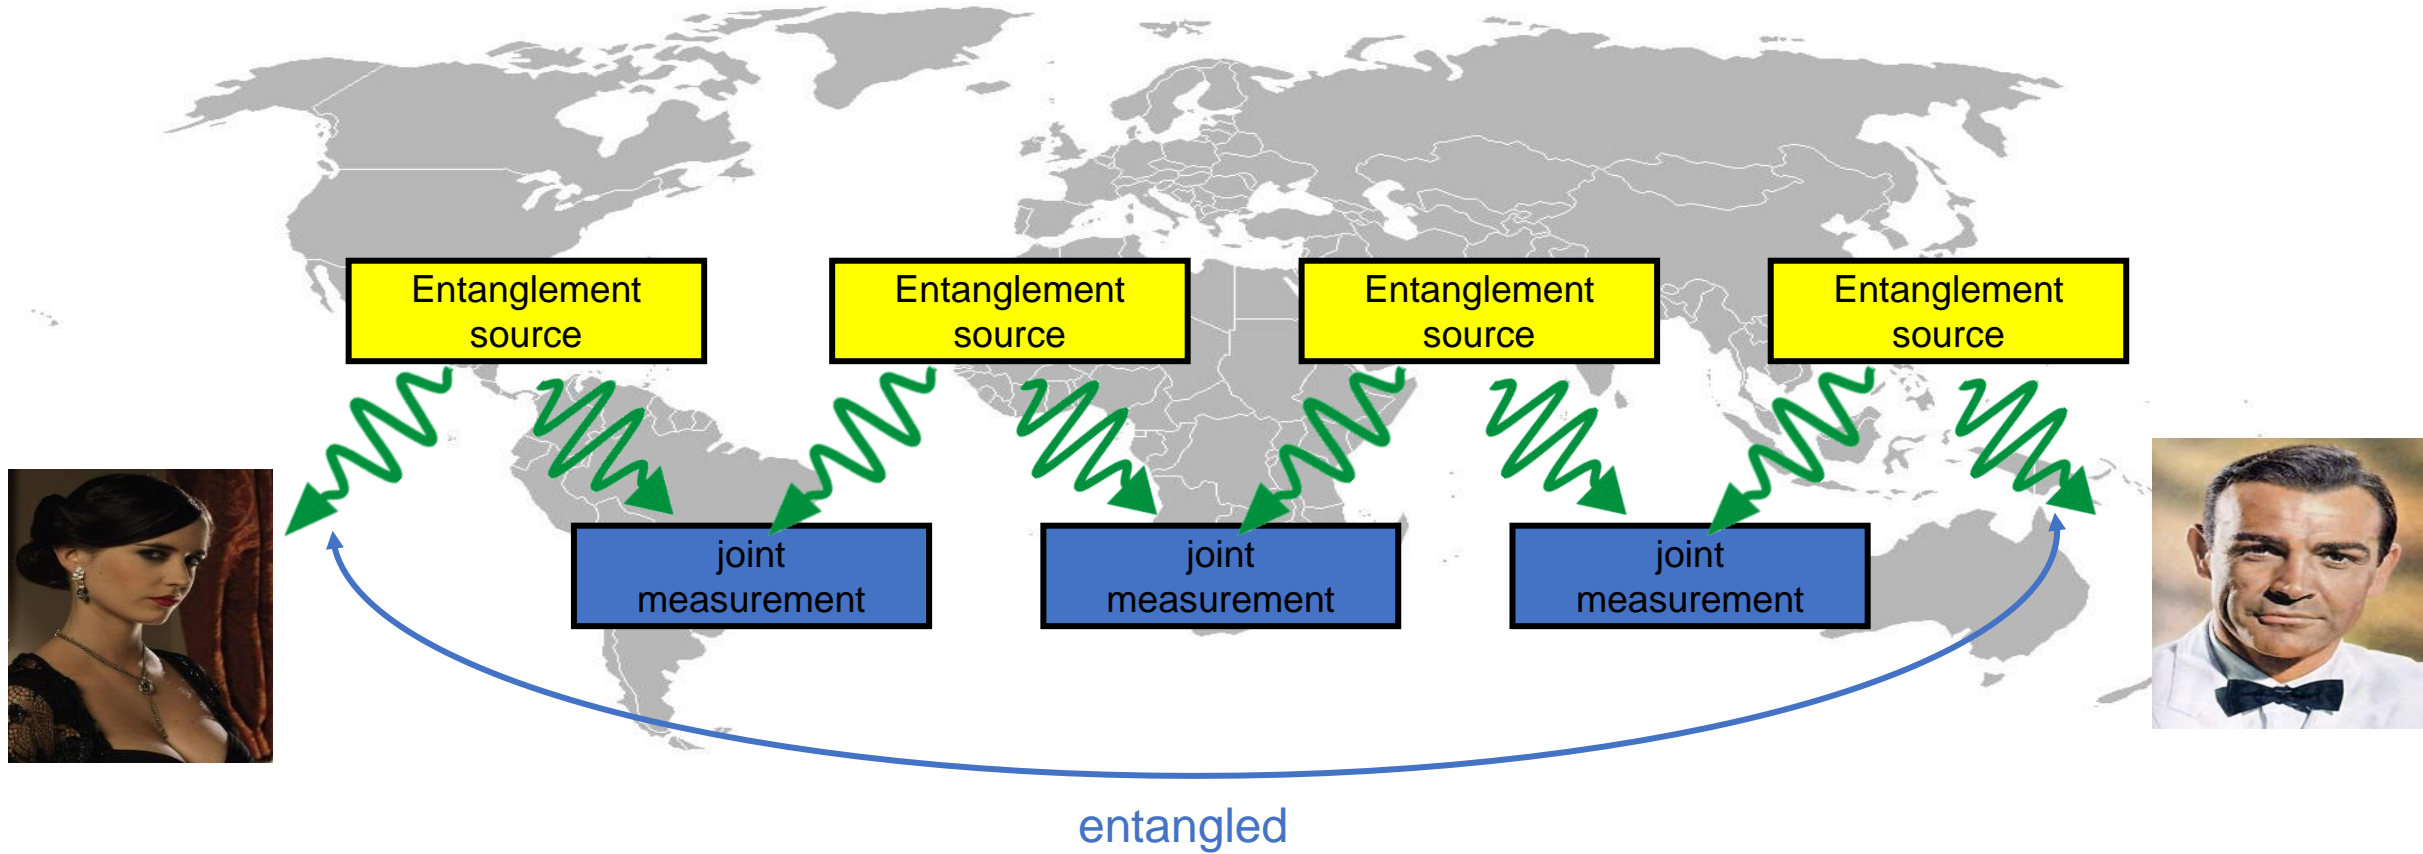 Entanglement
source
Entanglement
source
Entanglement
source
Entanglement
source
joint
measurement
joint
measurement
joint
measurement
entangled